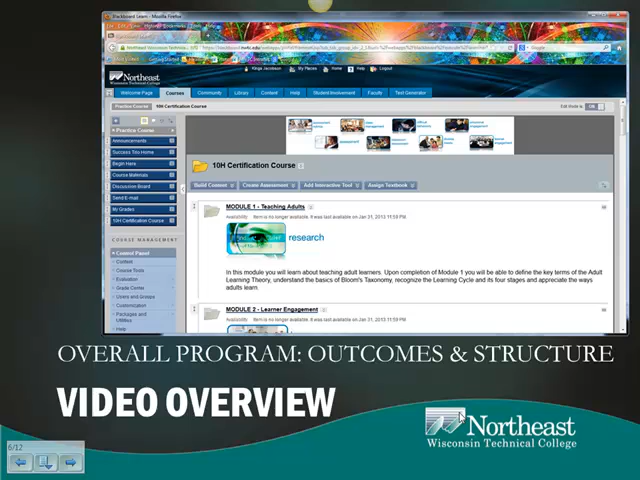 Blackboard Learn - Mozilla Firefox
Northeast
Wisconsin Technical College
My Places
Home
Help
Logout
Welcome Page
Courses
Community
Library
Content
Help
Student Involvement
Faculty
Test Generator
Practice Course
10H Certification Course
Edit Mode is
Practice Course
Announcements
Success Too Home
Begin Here
Course Materials
Discussion Board
Send E-mail
My Grades
10H Certification Course
COURSE MANAGEMENT
Control Panel
Content
Course Tools
Evaluation
Grade Center
Users and Groups
Customization
Packages and
Utilities
Help
10H Certification Course
Build Content
Create Assessment
Add Interactive Tool
Assign Textbook
MODULE 1 - Teaching Adults
Availability: Item is no longer available. It was last available on Jan 31, 2013 11:59 PM
research
In this module you will learn about teaching adult learners. Upon completion of Module 1 you will be able to define the key terms of the Adult
Learning Theory, understand the basics of Bloom's Taxonomy, recognize the Learning Cycle and its four stages and appreciate the ways
adults learn
MODULE 2 - Learner Engagement
Availability: Item is no longer available. It was last available on Jan 31, 2013 11:59 PM
OVERALL PROGRAM: OUTCOMES & STRUCTURE
VIDEO OVERVIEW
Northeast
Wisconsin Technical College
6/12